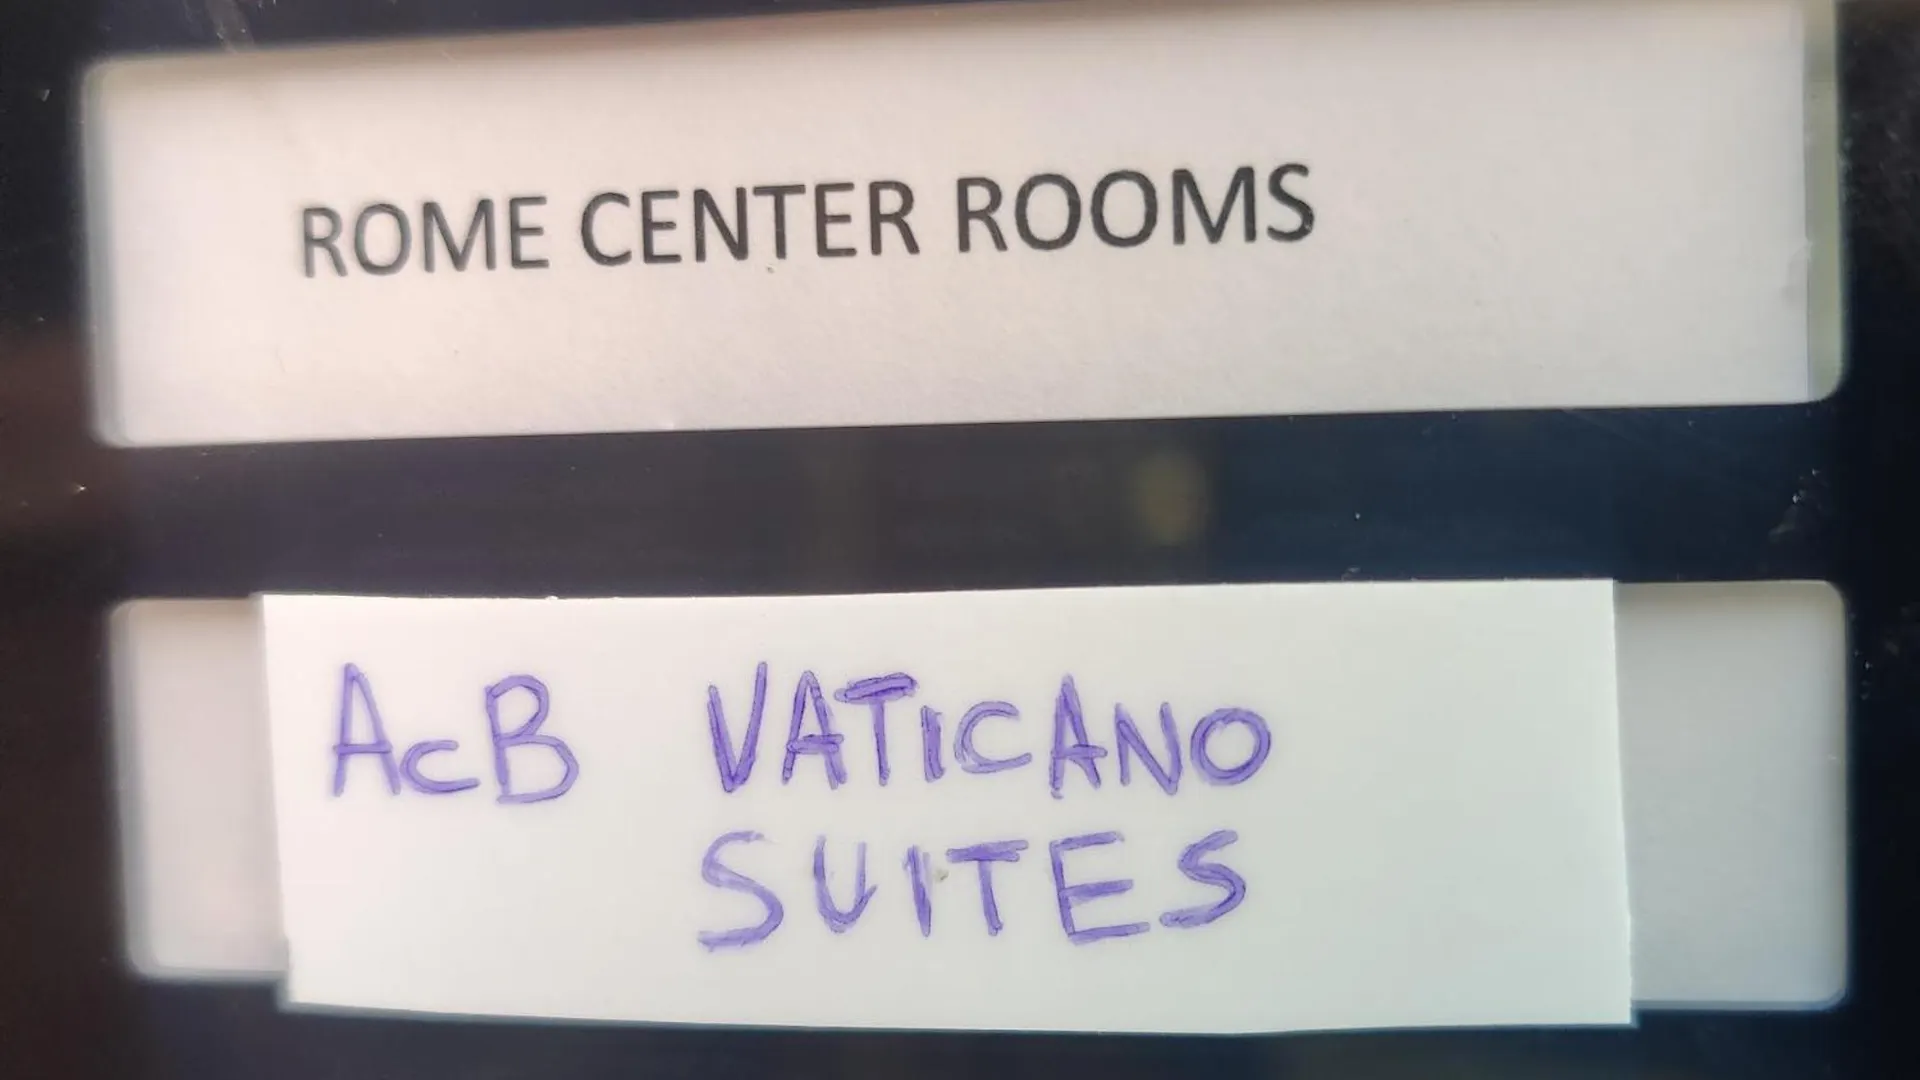 ROME CENTER ROOMS
AcB VATICANO
SUITES